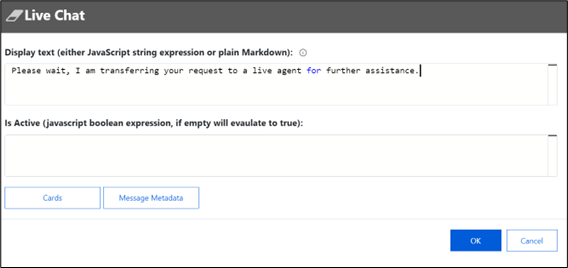 Live Chat
Display text (either JavaScript string expression or plain Markdown):
Please wait, I am transferring your request to a live agent for further assistance.
Is Active (javascript boolean expression, if empty will evaulate to true):
Cards Message Metadata
OK Cancel